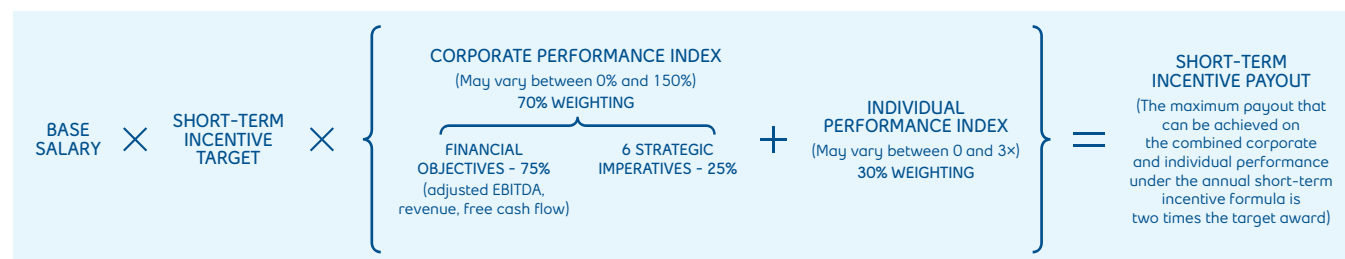 BASE
SALARY
×
SHORT-TERM
INCENTIVE
TARGET
×
{
CORPORATE PERFORMANCE INDEX
(May vary between 0% and 150%)
70% WEIGHTING
FINANCIAL
OBJECTIVES - 75%
(adjusted EBITDA,
revenue, free cash flow)
6 STRATEGIC
IMPERATIVES - 25%
+
INDIVIDUAL
PERFORMANCE INDEX
(May vary between 0 and 3×)
30% WEIGHTING
}
=
SHORT-TERM
INCENTIVE PAYOUT
(The maximum payout that
can be achieved on
the combined corporate
and individual performance
under the annual short-term
incentive formula is
two times the target award)